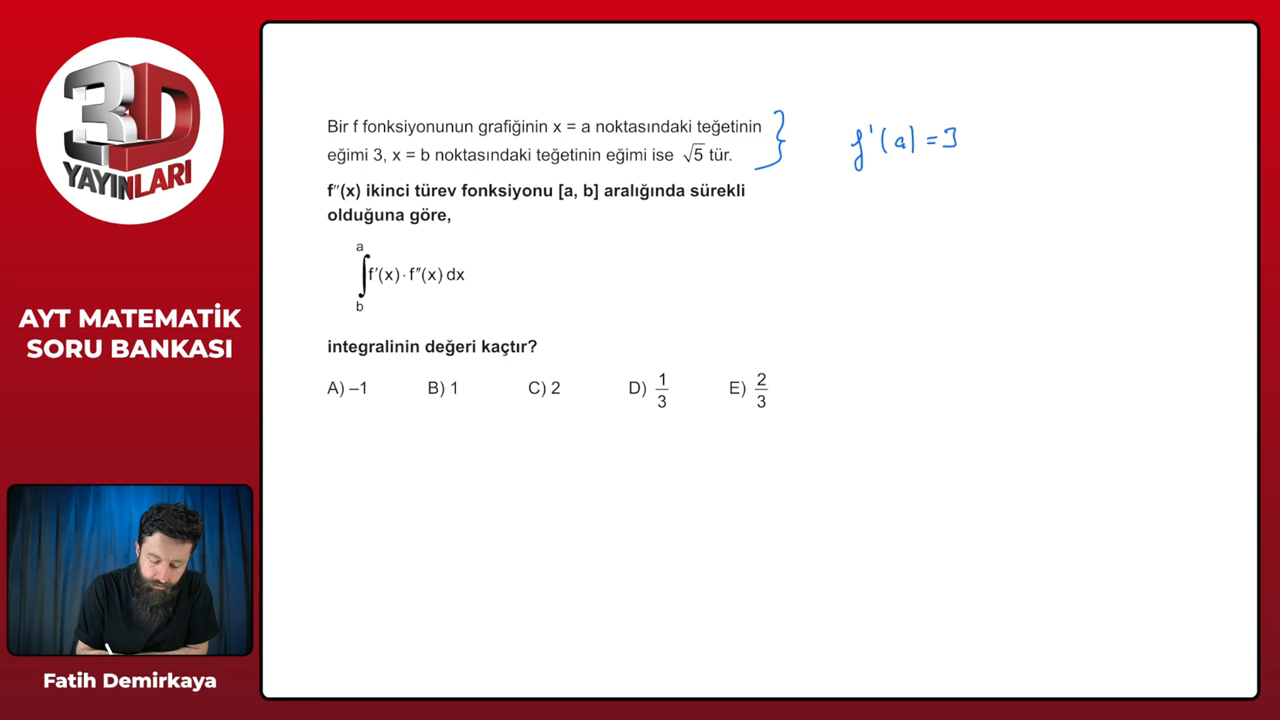 3D
YAYINLARI
AYT MATEMATİK
SORU BANKASI
Fatih Demirkaya
Bir f fonksiyonunun grafiğinin x = a noktasındaki teğetinin
eğimi 3, x = b noktasındaki teğetinin eğimi ise √5 tür.
f′(a) = 3
f″(x) ikinci türev fonksiyonu [a, b] aralığında sürekli
olduğuna göre,
a
∫f′(x)·f″(x) dx
b
integralinin değeri kaçtır?
A) –1 B) 1 C) 2 D) 1/3 E) 2/3